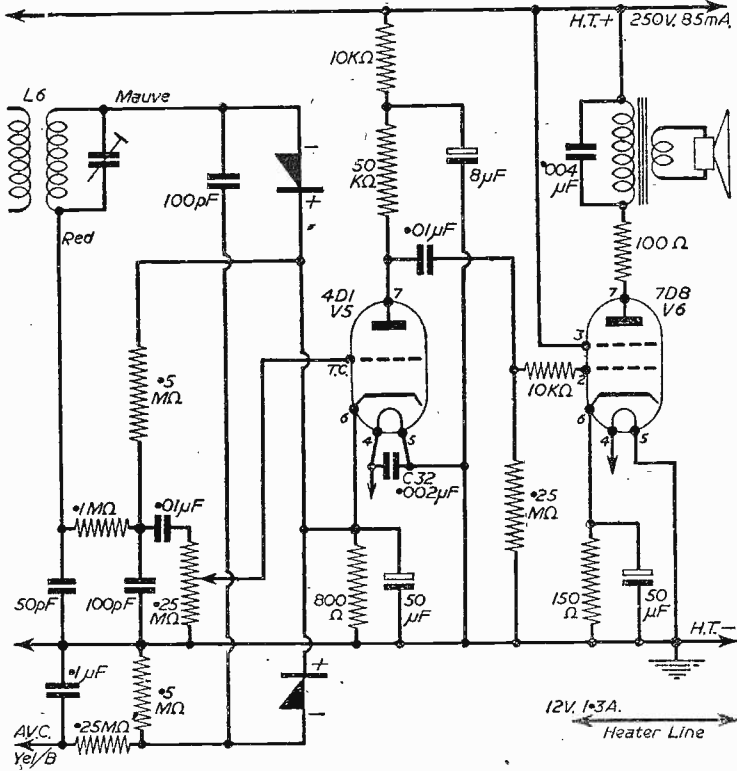 H.T.+ 250V. 85mA.
10KΩ
L6
Mauve
50
KΩ
8µF
•004
µF
100pF
Red
•01µF
100Ω
4D1
V5
7
7D8
V6
7
T.C.
3
2
10KΩ
•5
MΩ
6
4
5
6
4
5
C32
•002µF
•1MΩ
•01µF
•25
MΩ
50pF
100pF
•25
MΩ
800
Ω
50
µF
150
Ω
50
µF
H.T.-
•1µF
•5
MΩ
A.V.C.
•25MΩ
Yel/B
12V. 1•3A.
Heater Line
+
-
+
-